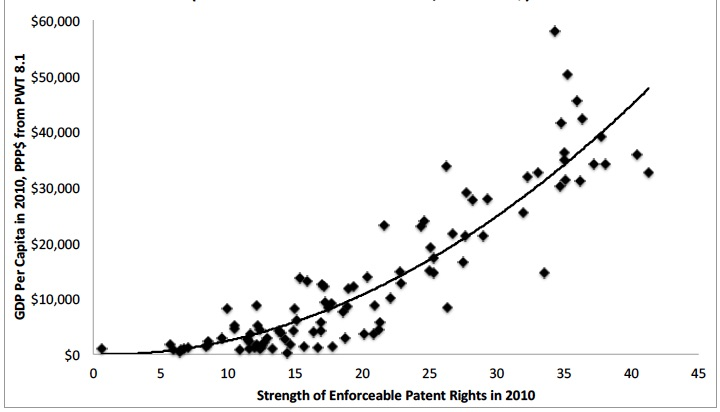 $60,000
$50,000
$40,000
$30,000
$20,000
$10,000
$0
GDP Per Capita in 2010, PPP$ from PWT 8.1
0 5 10 15 20 25 30 35 40 45
Strength of Enforceable Patent Rights in 2010